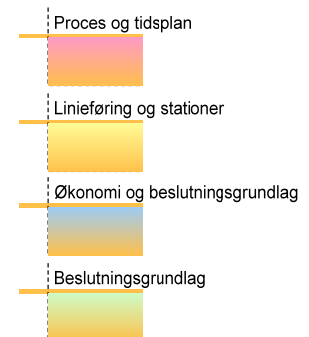 Proces og tidsplan
Linieføring og stationer
Økonomi og beslutningsgrundlag
Beslutningsgrundlag